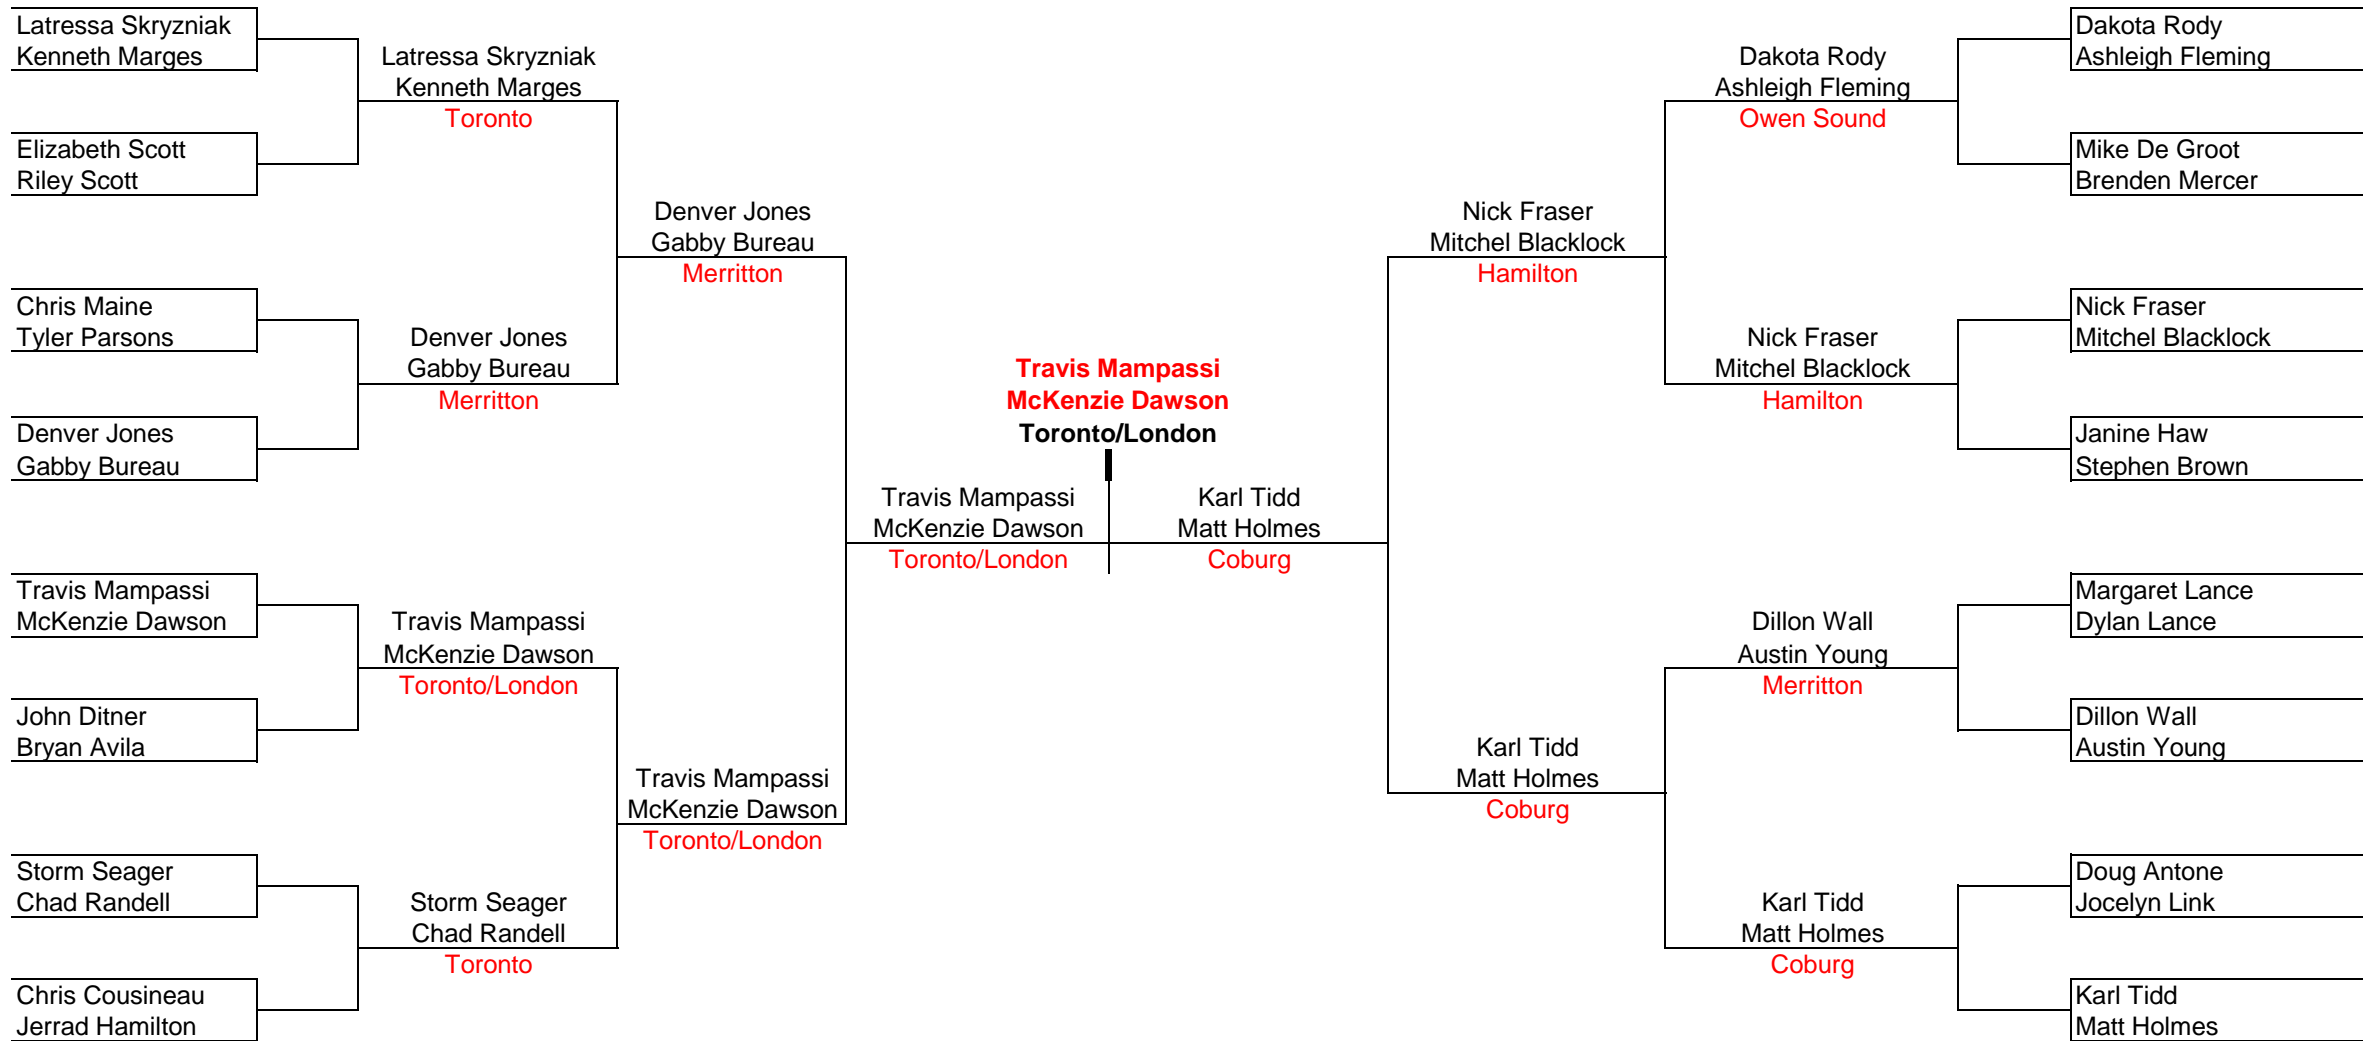 Latressa Skryzniak
Kenneth Marges
Elizabeth Scott
Riley Scott
Chris Maine
Tyler Parsons
Denver Jones
Gabby Bureau
Travis Mampassi
McKenzie Dawson
John Ditner
Bryan Avila
Storm Seager
Chad Randell
Chris Cousineau
Jerrad Hamilton
Latressa Skryzniak
Kenneth Marges
Toronto
Denver Jones
Gabby Bureau
Merritton
Travis Mampassi
McKenzie Dawson
Toronto/London
Storm Seager
Chad Randell
Toronto
Denver Jones
Gabby Bureau
Merritton
Travis Mampassi
McKenzie Dawson
Toronto/London
Travis Mampassi
McKenzie Dawson
Toronto/London
Travis Mampassi
McKenzie Dawson
Toronto/London
Karl Tidd
Matt Holmes
Coburg
Nick Fraser
Mitchel Blacklock
Hamilton
Karl Tidd
Matt Holmes
Coburg
Dakota Rody
Ashleigh Fleming
Owen Sound
Nick Fraser
Mitchel Blacklock
Hamilton
Dillon Wall
Austin Young
Merritton
Karl Tidd
Matt Holmes
Coburg
Dakota Rody
Ashleigh Fleming
Mike De Groot
Brenden Mercer
Nick Fraser
Mitchel Blacklock
Janine Haw
Stephen Brown
Margaret Lance
Dylan Lance
Dillon Wall
Austin Young
Doug Antone
Jocelyn Link
Karl Tidd
Matt Holmes